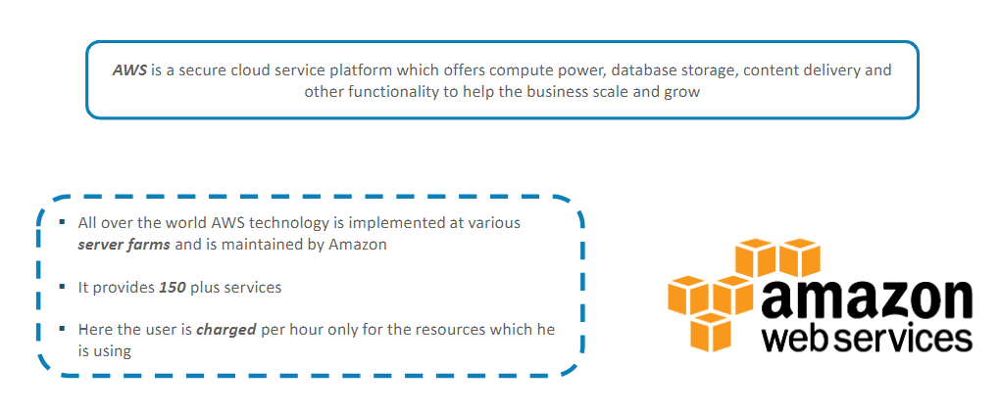 AWS is a secure cloud service platform which offers compute power, database storage, content delivery and
other functionality to help the business scale and grow
▪ All over the world AWS technology is implemented at various
server farms and is maintained by Amazon
▪ It provides 150 plus services
▪ Here the user is charged per hour only for the resources which he
is using
amazon
web services